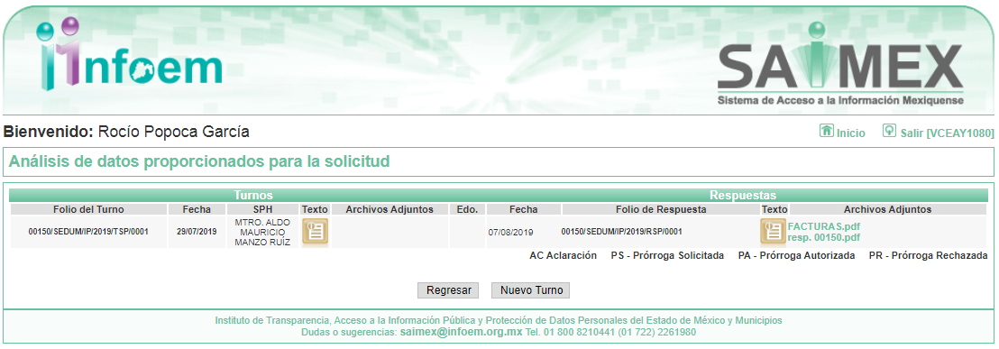 infoem
SAIMEX
Sistema de Acceso a la Información Mexiquense
Bienvenido: Rocío Popoca García
Inicio Salir [VCEAY1080]
Análisis de datos proporcionados para la solicitud
Turnos Respuestas
Folio del Turno Fecha SPH Texto Archivos Adjuntos Edo. Fecha Folio de Respuesta Texto Archivos Adjuntos
00150/SEDUM/IP/2019/TSP/0001 29/07/2019 MTRO. ALDO
MAURICIO
MANZO RUÍZ
07/08/2019 00150/SEDUM/IP/2019/RSP/0001 FACTURAS.pdf
resp. 00150.pdf
AC Aclaración PS - Prórroga Solicitada PA - Prórroga Autorizada PR - Prórroga Rechazada
Regresar Nuevo Turno
Instituto de Transparencia, Acceso a la Información Pública y Protección de Datos Personales del Estado de México y Municipios
Dudas o sugerencias: saimex@infoem.org.mx Tel. 01 800 8210441 (01 722) 2261980